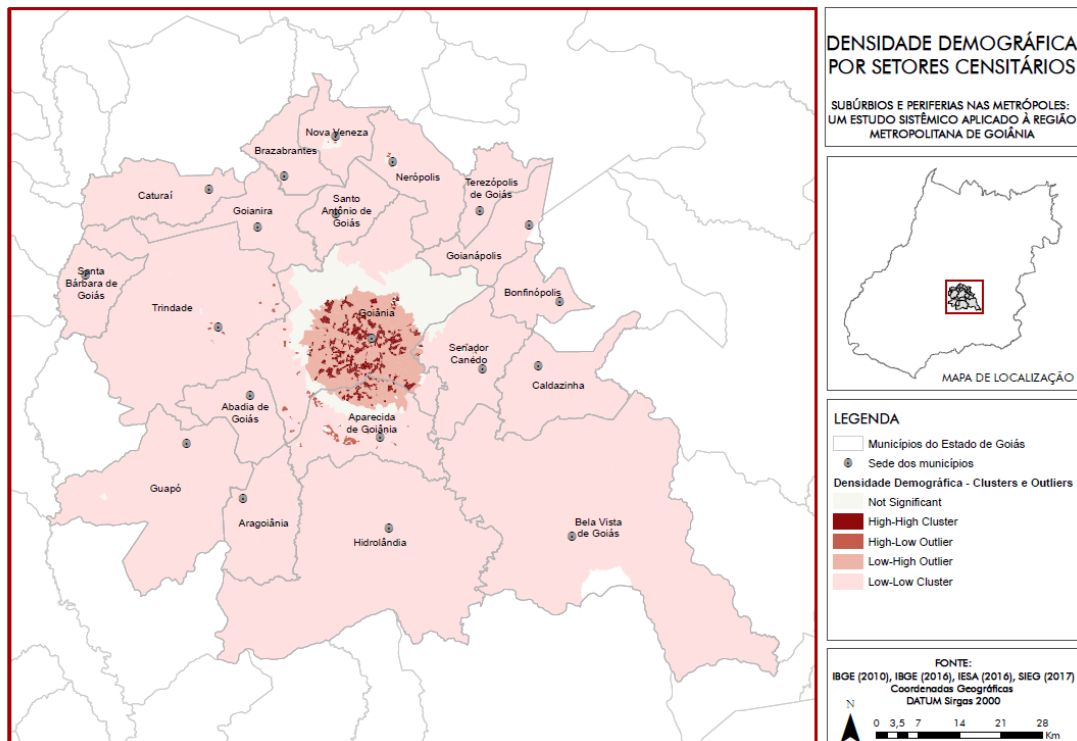 Nova Veneza
Brazabrantes
Nerópolis
Caturaí
Terezópolis
de Goiás
Goianira
Santo
Antônio de
Goiás
Goianápolis
Santa
Bárbara de
Goiás
Trindade
Bonfinópolis
Goiânia
Senador
Canêdo
Caldazinha
Abadia de
Goiás
Aparecida
de Goiânia
Guapó
Aragoiânia
Hidrolândia
Bela Vista
de Goiás
DENSIDADE DEMOGRÁFICA
POR SETORES CENSITÁRIOS
SUBÚRBIOS E PERIFERIAS NAS METRÓPOLES:
UM ESTUDO SISTÊMICO APLICADO À REGIÃO
METROPOLITANA DE GOIÂNIA
MAPA DE LOCALIZAÇÃO
LEGENDA
Municípios do Estado de Goiás
Sede dos municípios
Densidade Demográfica - Clusters e Outliers
Not Significant
High-High Cluster
High-Low Outlier
Low-High Outlier
Low-Low Cluster
FONTE:
IBGE (2010), IBGE (2016), IESA (2016), SIEG (2017)
Coordenadas Geográficas
DATUM Sirgas 2000
N
0 3,5 7 14 21 28
Km